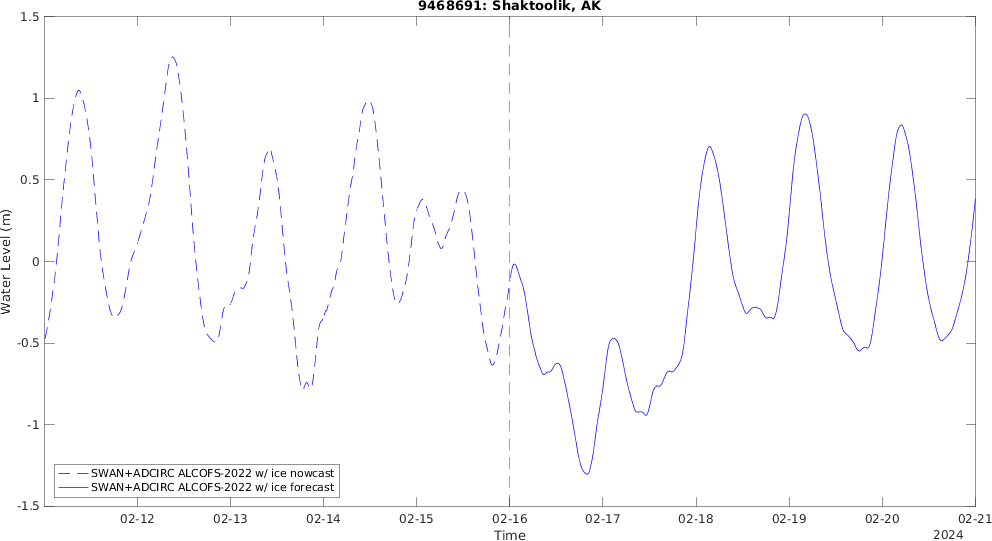 9468691: Shaktoolik, AK
1.5
1
0.5
0
-0.5
-1
-1.5
Water Level (m)
SWAN+ADCIRC ALCOFS-2022 w/ ice nowcast
SWAN+ADCIRC ALCOFS-2022 w/ ice forecast
02-12 02-13 02-14 02-15 02-16 02-17 02-18 02-19 02-20 02-21
Time
2024